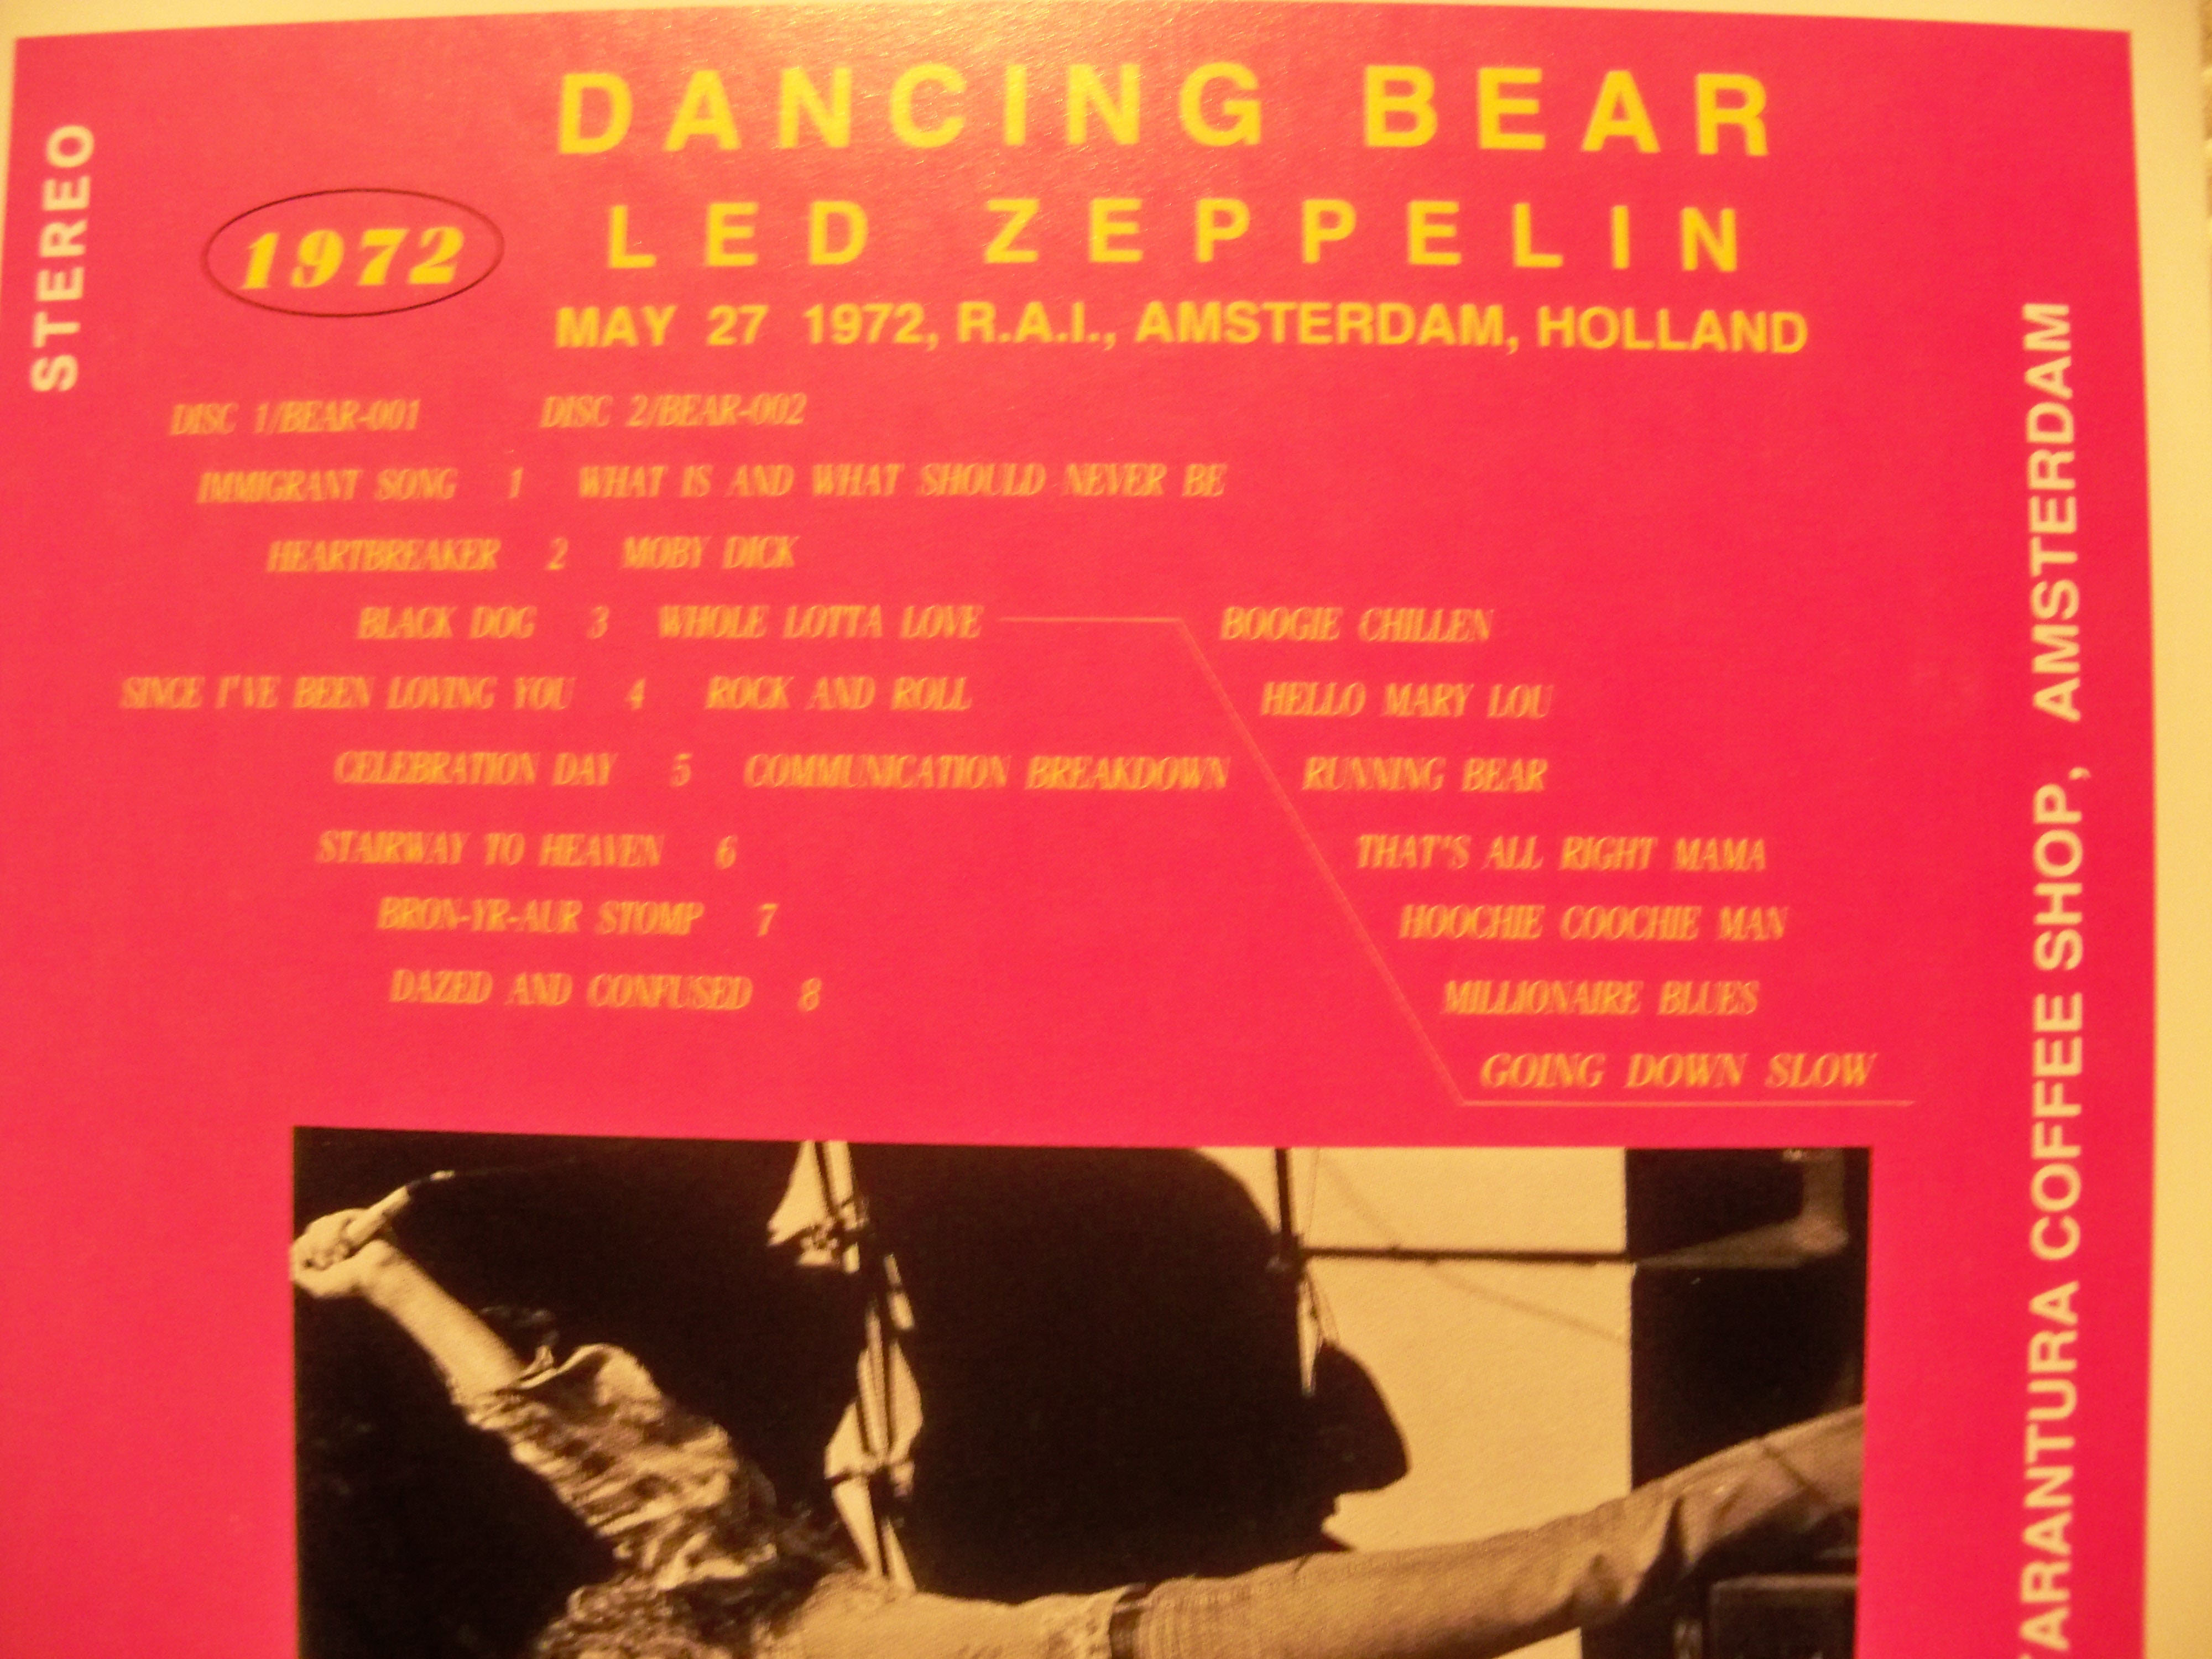 DANCING BEAR
STEREO
1972
LED ZEPPELIN
MAY 27 1972, R.A.I., AMSTERDAM, HOLLAND
DISC 1/BEAR-001 DISC 2/BEAR-002
IMMIGRANT SONG 1 WHAT IS AND WHAT SHOULD NEVER BE
HEARTBREAKER 2 MOBY DICK
BLACK DOG 3 WHOLE LOTTA LOVE BOOGIE CHILLEN
SINCE I'VE BEEN LOVING YOU 4 ROCK AND ROLL HELLO MARY LOU
CELEBRATION DAY 5 COMMUNICATION BREAKDOWN RUNNING BEAR
STAIRWAY TO HEAVEN 6 THAT"S ALL RIGHT MAMA
BRON-YR-AUR STOMP 7 HOOCHIE COOCHIE MAN
DAZED AND CONFUSED 8 MILLIONAIRE BLUES
GOING DOWN SLOW
ARANTURA COFFEE SHOP, AMSTERDAM